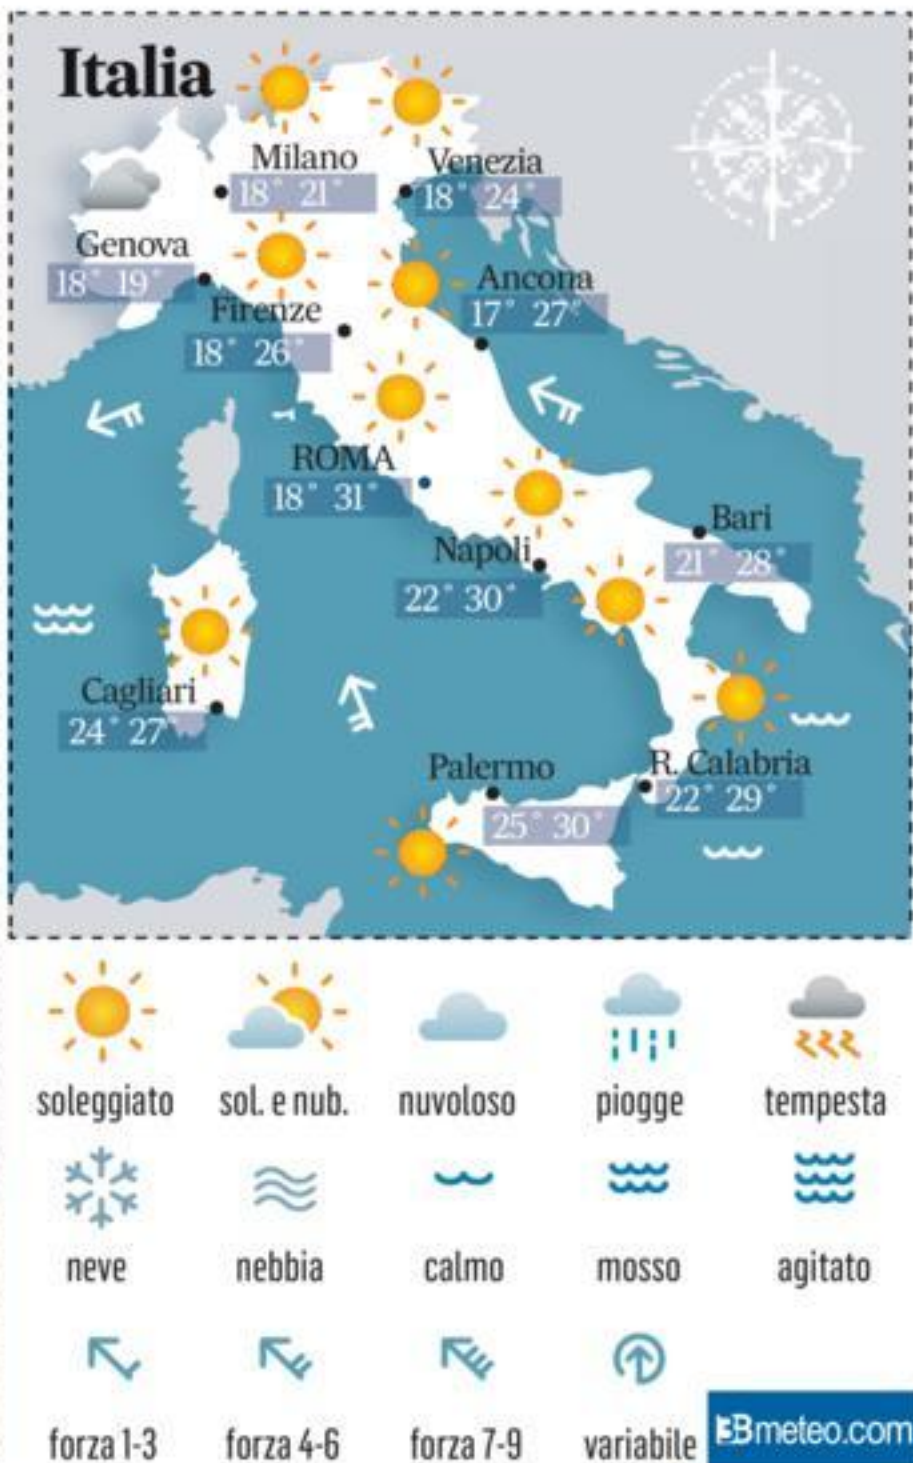 Italia
Milano
18° 21°
Venezia
18° 24°
Genova
18° 19°
Firenze
18° 26°
Ancona
17° 27°
ROMA
18° 31°
Napoli
22° 30°
Bari
21° 28°
Cagliari
24° 27°
Palermo
25° 30°
R. Calabria
22° 29°
soleggiato sol. e nub. nuvoloso piogge tempesta
neve nebbia calmo mosso agitato
forza 1-3 forza 4-6 forza 7-9 variabile
3Bmeteo.com